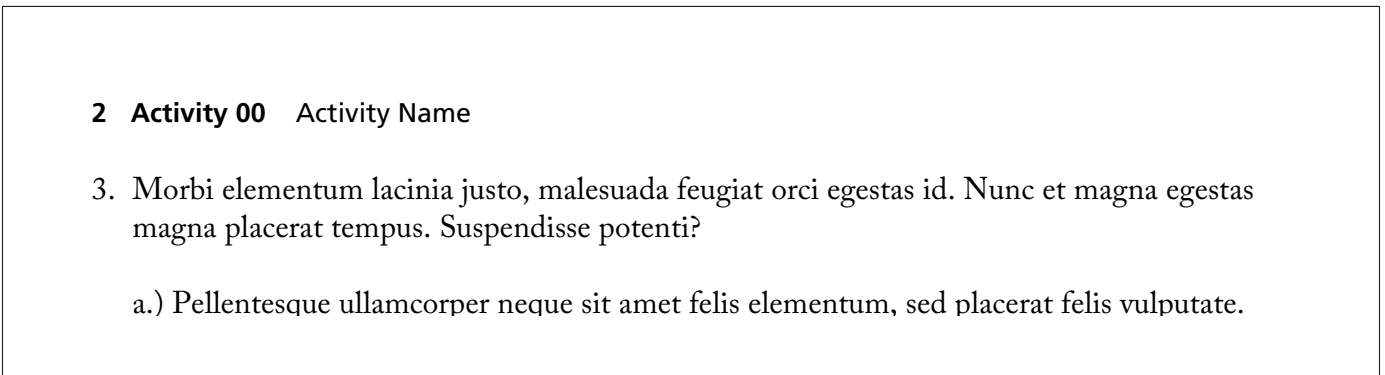 2 Activity 00 Activity Name
3. Morbi elementum lacinia justo, malesuada feugiat orci egestas id. Nunc et magna egestas
magna placerat tempus. Suspendisse potenti?
a.) Pellentesque ullamcorper neque sit amet felis elementum, sed placerat felis vulputate.